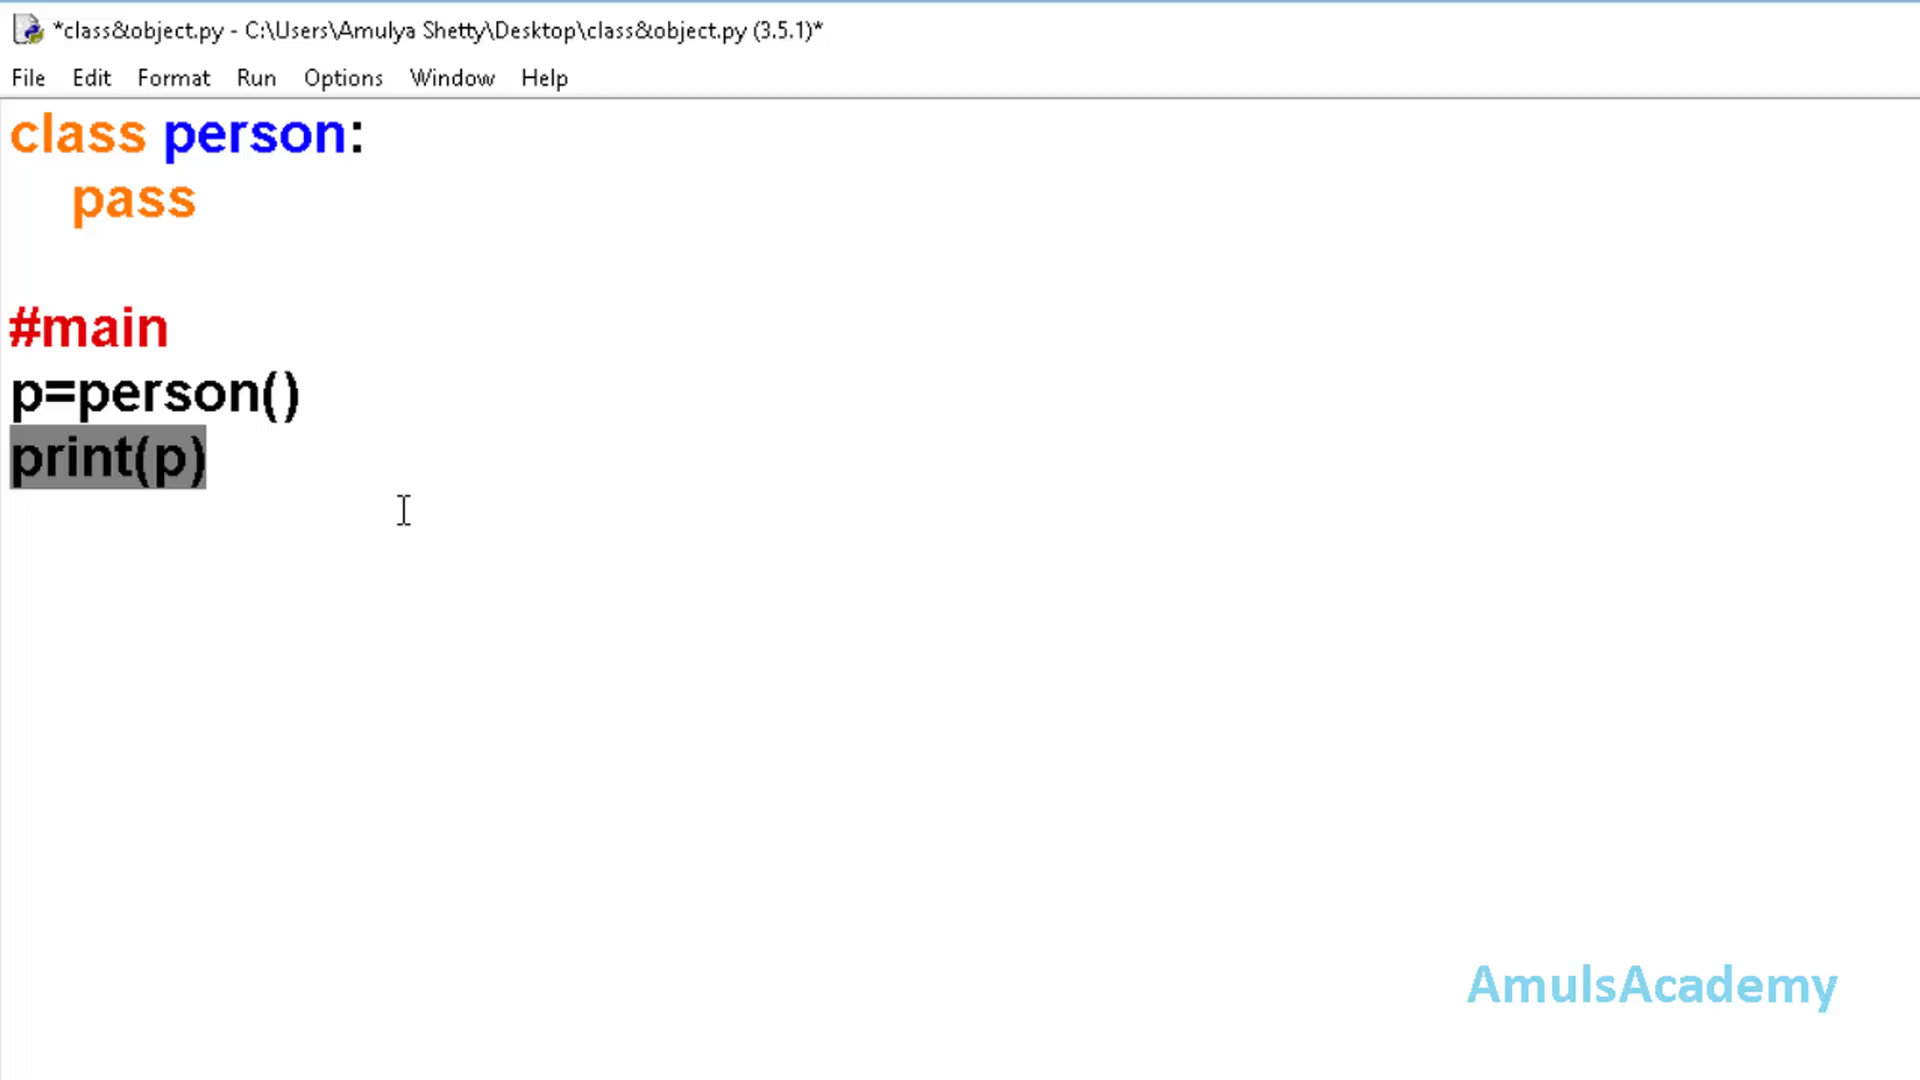 *class&object.py - C:\Users\Amulya Shetty\Desktop\class&object.py (3.5.1)*
File Edit Format Run Options Window Help
class person:
    pass
#main
p=person()
print(p)
AmulsAcademy